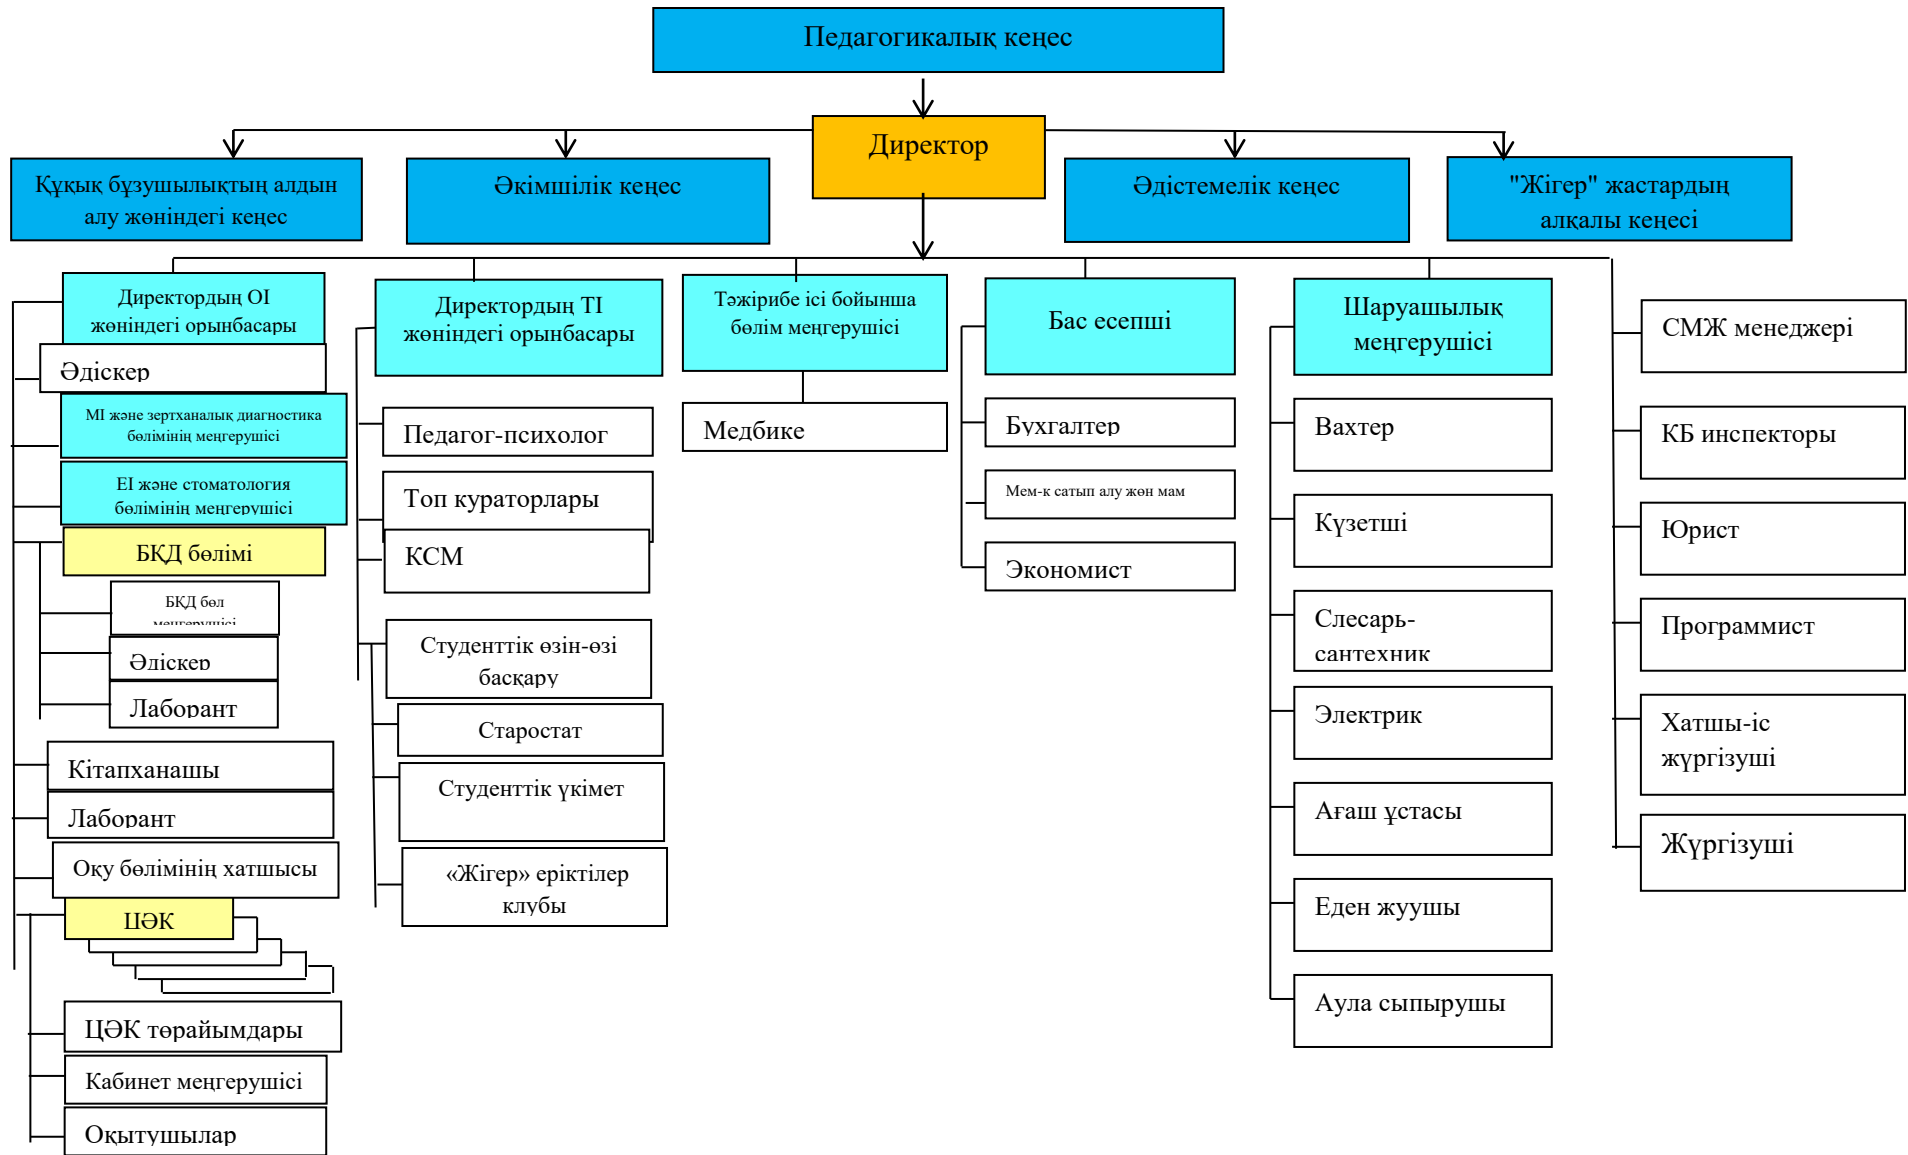 Педагогикалық кеңес
Директор
Құқық бұзушылықтың алдын
алу жөніндегі кеңес
Әкімшілік кеңес
Әдістемелік кеңес
"Жігер" жастардың
алқалы кеңесі
Директордың ОІ
жөніндегі орынбасары
Әдіскер
МІ және зертханалық диагностика
бөлімінің меңгерушісі
ЕІ және стоматология
бөлімінің меңгерушісі
БҚД бөлімі
БҚД бөл
меңгерушісі
Әдіскер
Лаборант
Кітапханашы
Лаборант
Оқу бөлімінің хатшысы
ЦӘК
ЦӘК төрайымдары
Кабинет меңгерушісі
Оқытушылар
Директордың ТІ
жөніндегі орынбасары
Педагог-психолог
Топ кураторлары
КСМ
Студенттік өзін-өзі
басқару
Старостат
Студенттік үкімет
«Жігер» еріктілер
клубы
Тәжірибе ісі бойынша
бөлім меңгерушісі
Медбике
Бас есепші
Бухгалтер
Мем-к сатып алу жөн мам
Экономист
Шаруашылық
меңгерушісі
Вахтер
Күзетші
Слесарь-
сантехник
Электрик
Ағаш ұстасы
Еден жуушы
Аула сыпырушы
СМЖ менеджері
КБ инспекторы
Юрист
Программист
Хатшы-іс
жүргізуші
Жүргізуші